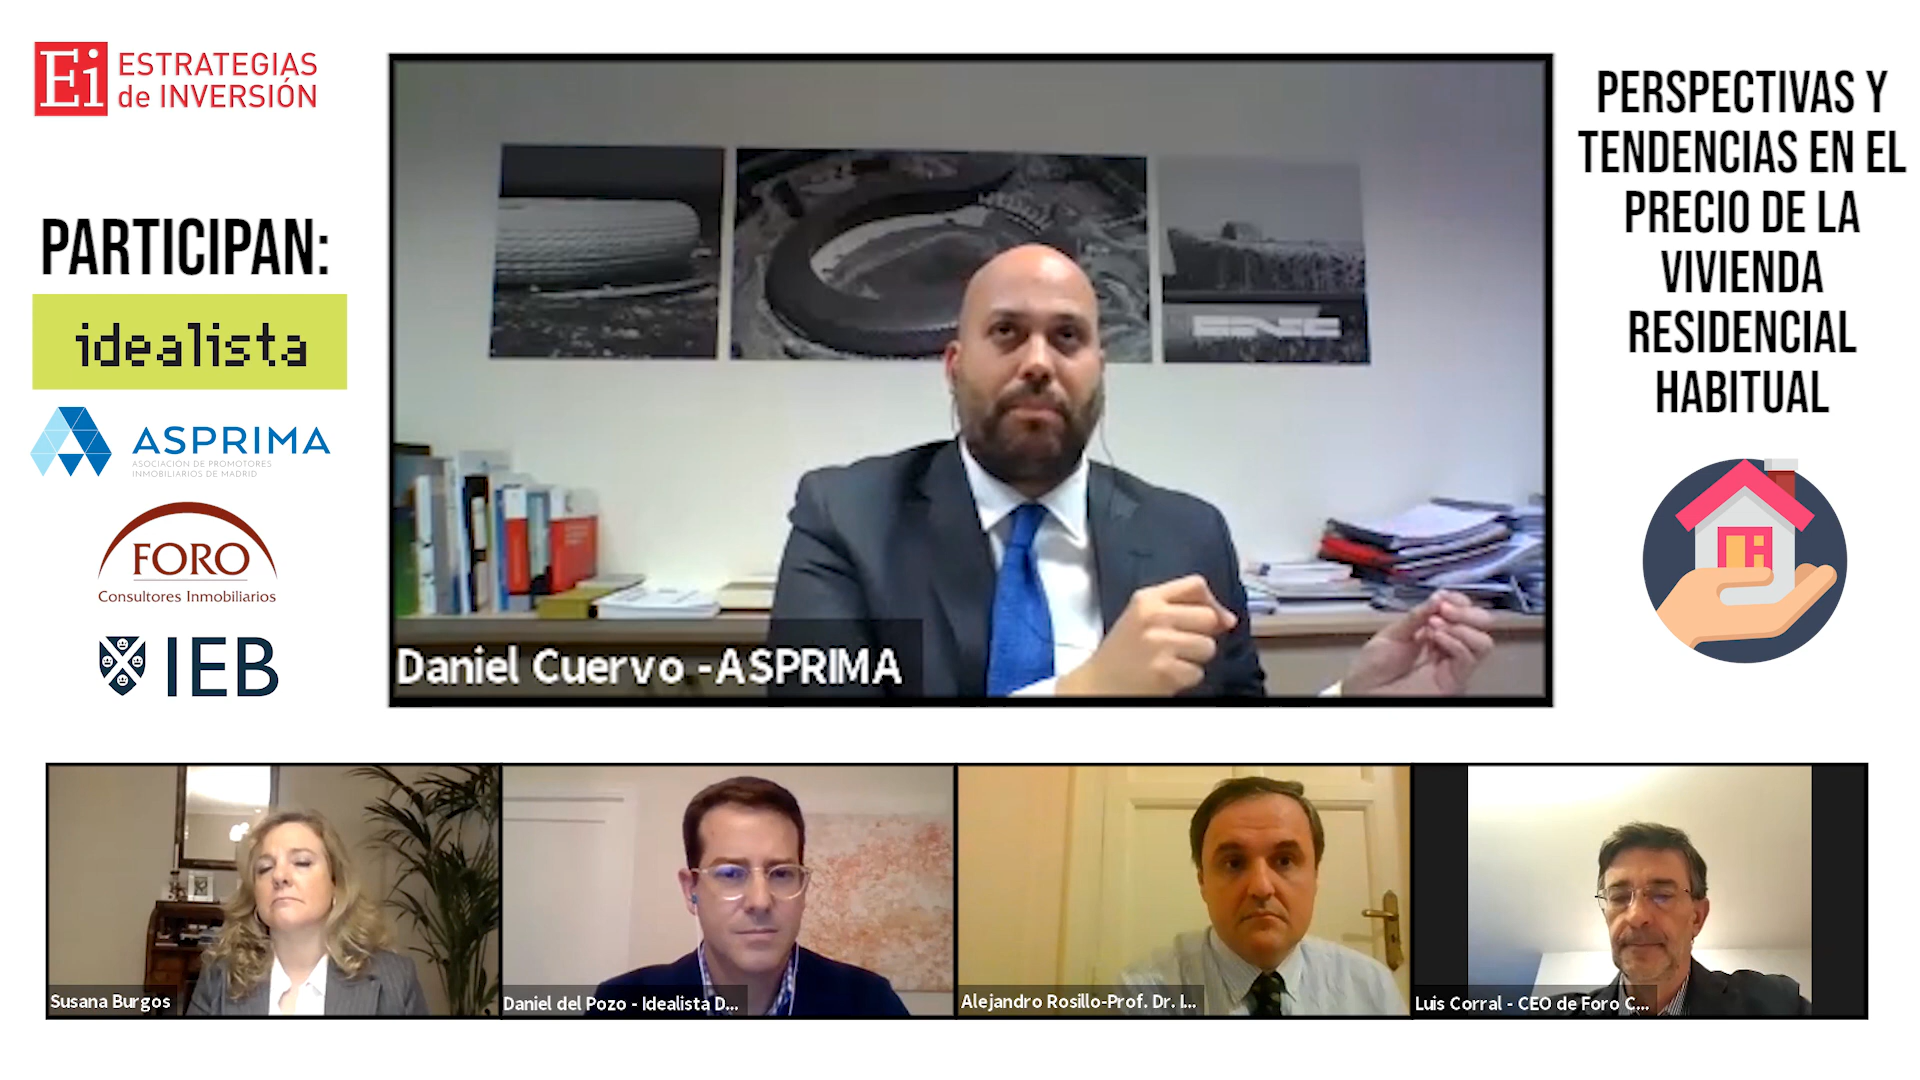 Ei ESTRATEGIAS
de INVERSIÓN
PARTICIPAN:
idealista
ASPRIMA
ASOCIACION DE PROMOTORES
INMOBILIARIOS DE MADRID
FORO
Consultores Inmobiliarios
IEB
Daniel Cuervo -ASPRIMA
PERSPECTIVAS Y
TENDENCIAS EN EL
PRECIO DE LA
VIVIENDA
RESIDENCIAL
HABITUAL
Susana Burgos
Daniel del Pozo - Idealista D...
Alejandro Rosillo-Prof. Dr. I...
Luis Corral - CEO de Foro C...